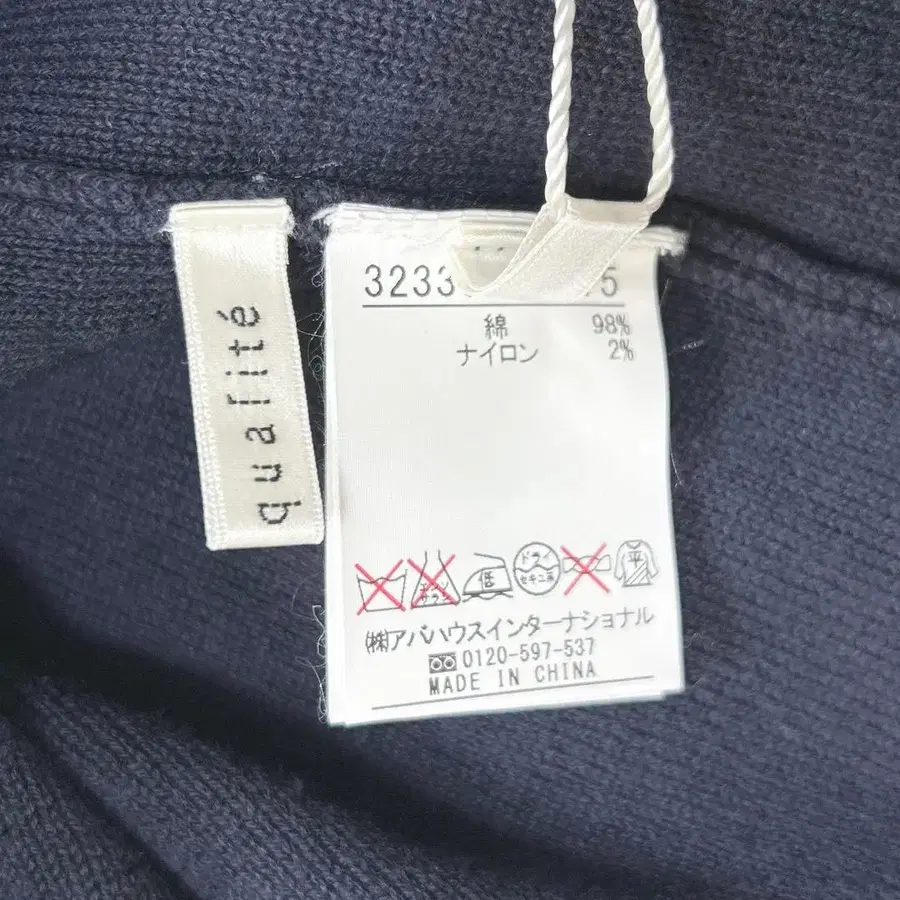 qualité
3233 5
綿 98%
ナイロン 2%
低 ドライ セキユ系 平
(株)アバハウスインターナショナル
0120-597-537
MADE IN CHINA